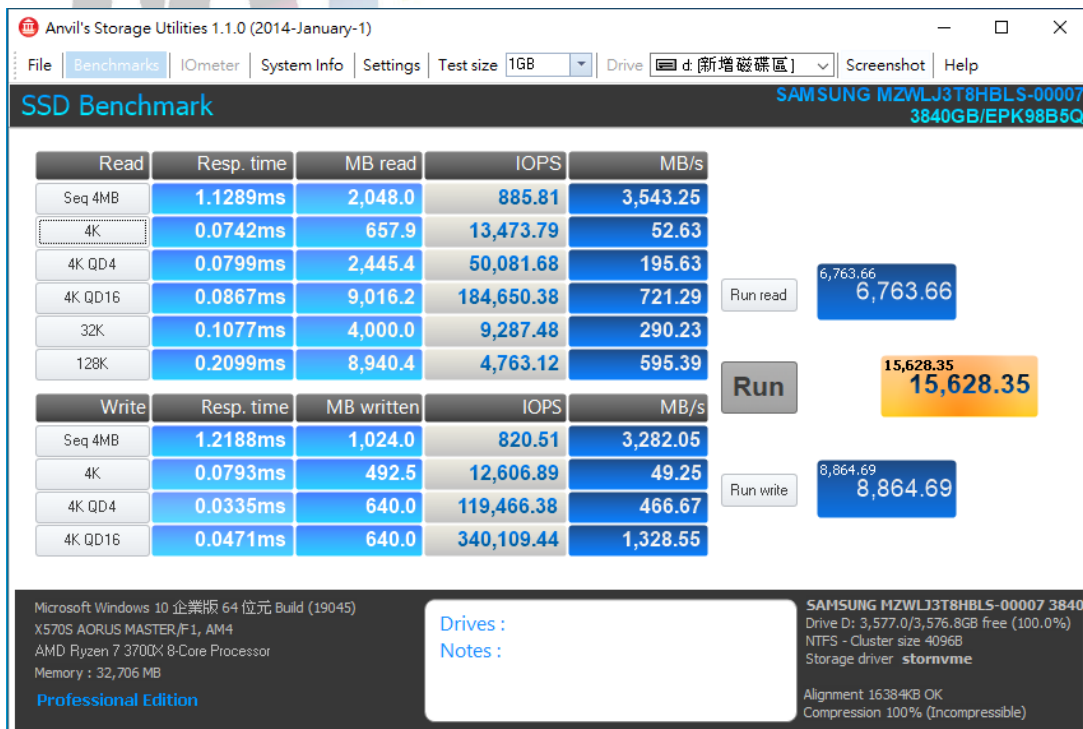 Anvil's Storage Utilities 1.1.0 (2014-January-1)
File Benchmarks IOmeter System Info Settings Test size 1GB Drive d: [新增磁碟區] Screenshot Help
SSD Benchmark
SAMSUNG MZWLJ3T8HBLS-00007
3840GB/EPK98B5Q
Read Resp. time MB read IOPS MB/s
Seq 4MB 1.1289ms 2,048.0 885.81 3,543.25
4K 0.0742ms 657.9 13,473.79 52.63
4K QD4 0.0799ms 2,445.4 50,081.68 195.63
4K QD16 0.0867ms 9,016.2 184,650.38 721.29
32K 0.1077ms 4,000.0 9,287.48 290.23
128K 0.2099ms 8,940.4 4,763.12 595.39
Run read
6,763.66
6,763.66
Run
15,628.35
15,628.35
Write Resp. time MB written IOPS MB/s
Seq 4MB 1.2188ms 1,024.0 820.51 3,282.05
4K 0.0793ms 492.5 12,606.89 49.25
4K QD4 0.0335ms 640.0 119,466.38 466.67
4K QD16 0.0471ms 640.0 340,109.44 1,328.55
Run write
8,864.69
8,864.69
Microsoft Windows 10 企業版 64 位元 Build (19045)
X570S AORUS MASTER/F1, AM4
AMD Ryzen 7 3700X 8-Core Processor
Memory : 32,706 MB
Professional Edition
Drives :
Notes :
SAMSUNG MZWLJ3T8HBLS-00007 3840
Drive D: 3,577.0/3,576.8GB free (100.0%)
NTFS - Cluster size 4096B
Storage driver stornvme
Alignment 16384KB OK
Compression 100% (Incompressible)